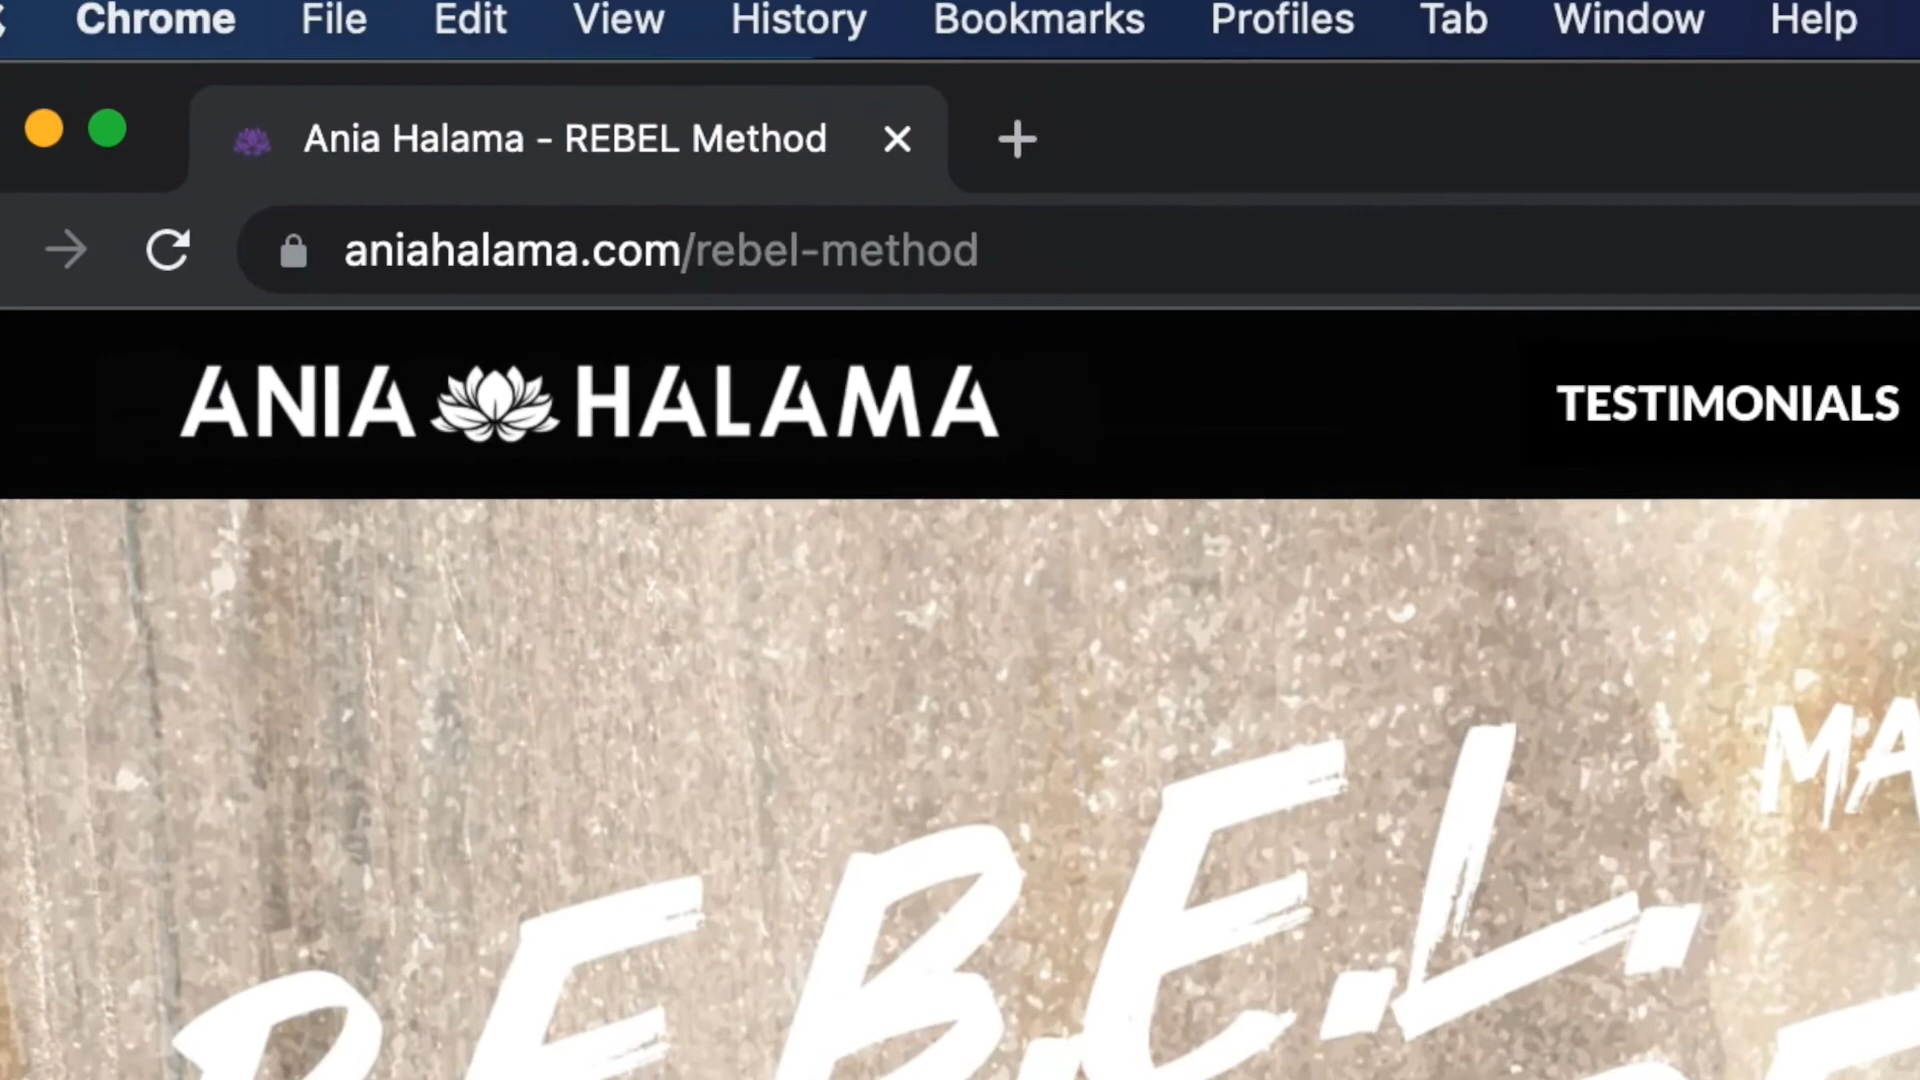 Chrome File Edit View History Bookmarks Profiles Tab Window Help
Ania Halama - REBEL Method
aniahalama.com/rebel-method
ANIA HALAMA TESTIMONIALS
R.E.B.E.L.